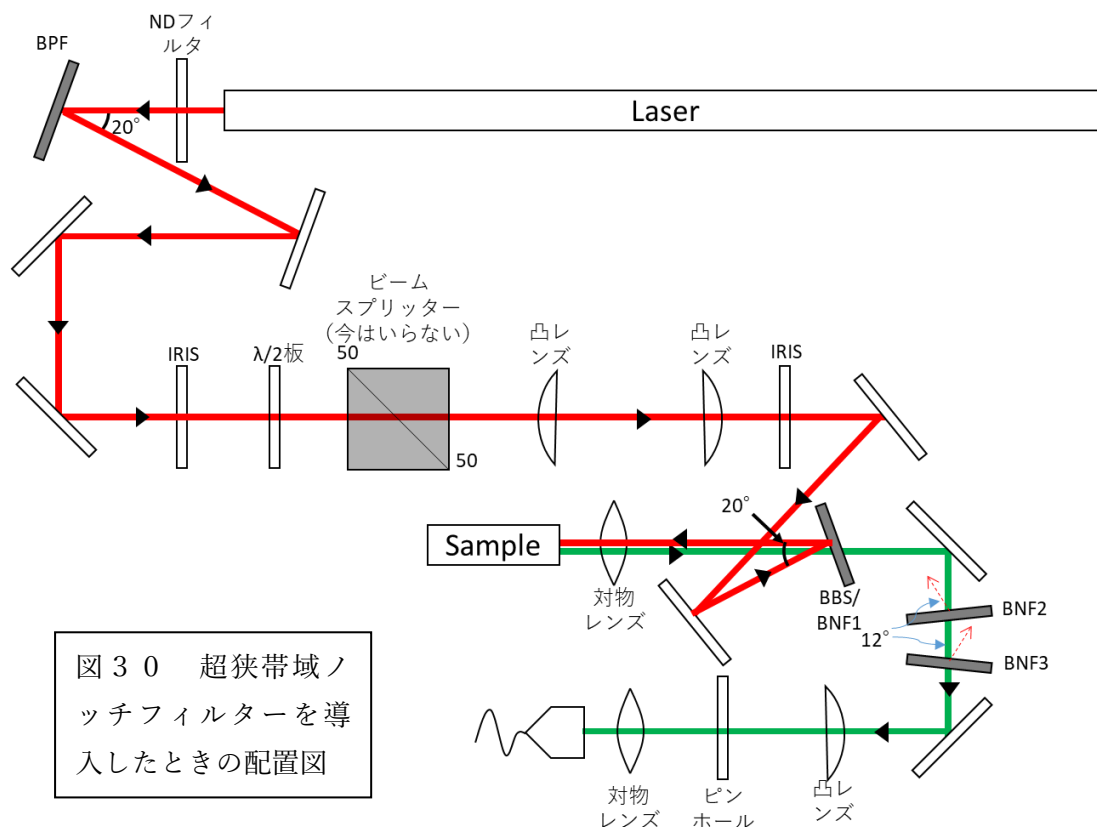 NDフィ
ルタ
BPF
Laser
20°
ビーム
スプリッター
(今はいらない)
凸レ
ンズ
凸レ
ンズ
IRIS
λ/2板
50
IRIS
50
20°
Sample
対物
レンズ
BBS/
BNF1
BNF2
12°
BNF3
図30 超狭帯域ノ
ッチフィルターを導
入したときの配置図
対物
レンズ
ピン
ホール
凸レ
ンズ